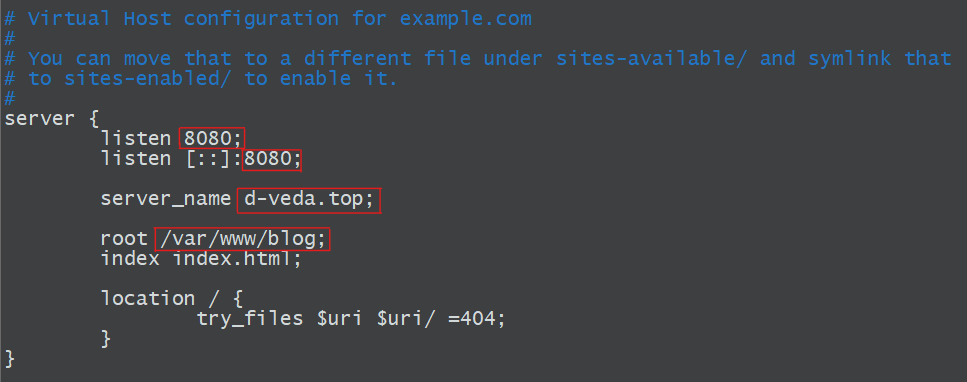 # Virtual Host configuration for example.com
#
# You can move that to a different file under sites-available/ and symlink that
# to sites-enabled/ to enable it.
#
server {
        listen 8080;
        listen [::]:8080;

        server_name d-veda.top;

        root /var/www/blog;
        index index.html;

        location / {
                try_files $uri $uri/ =404;
        }
}